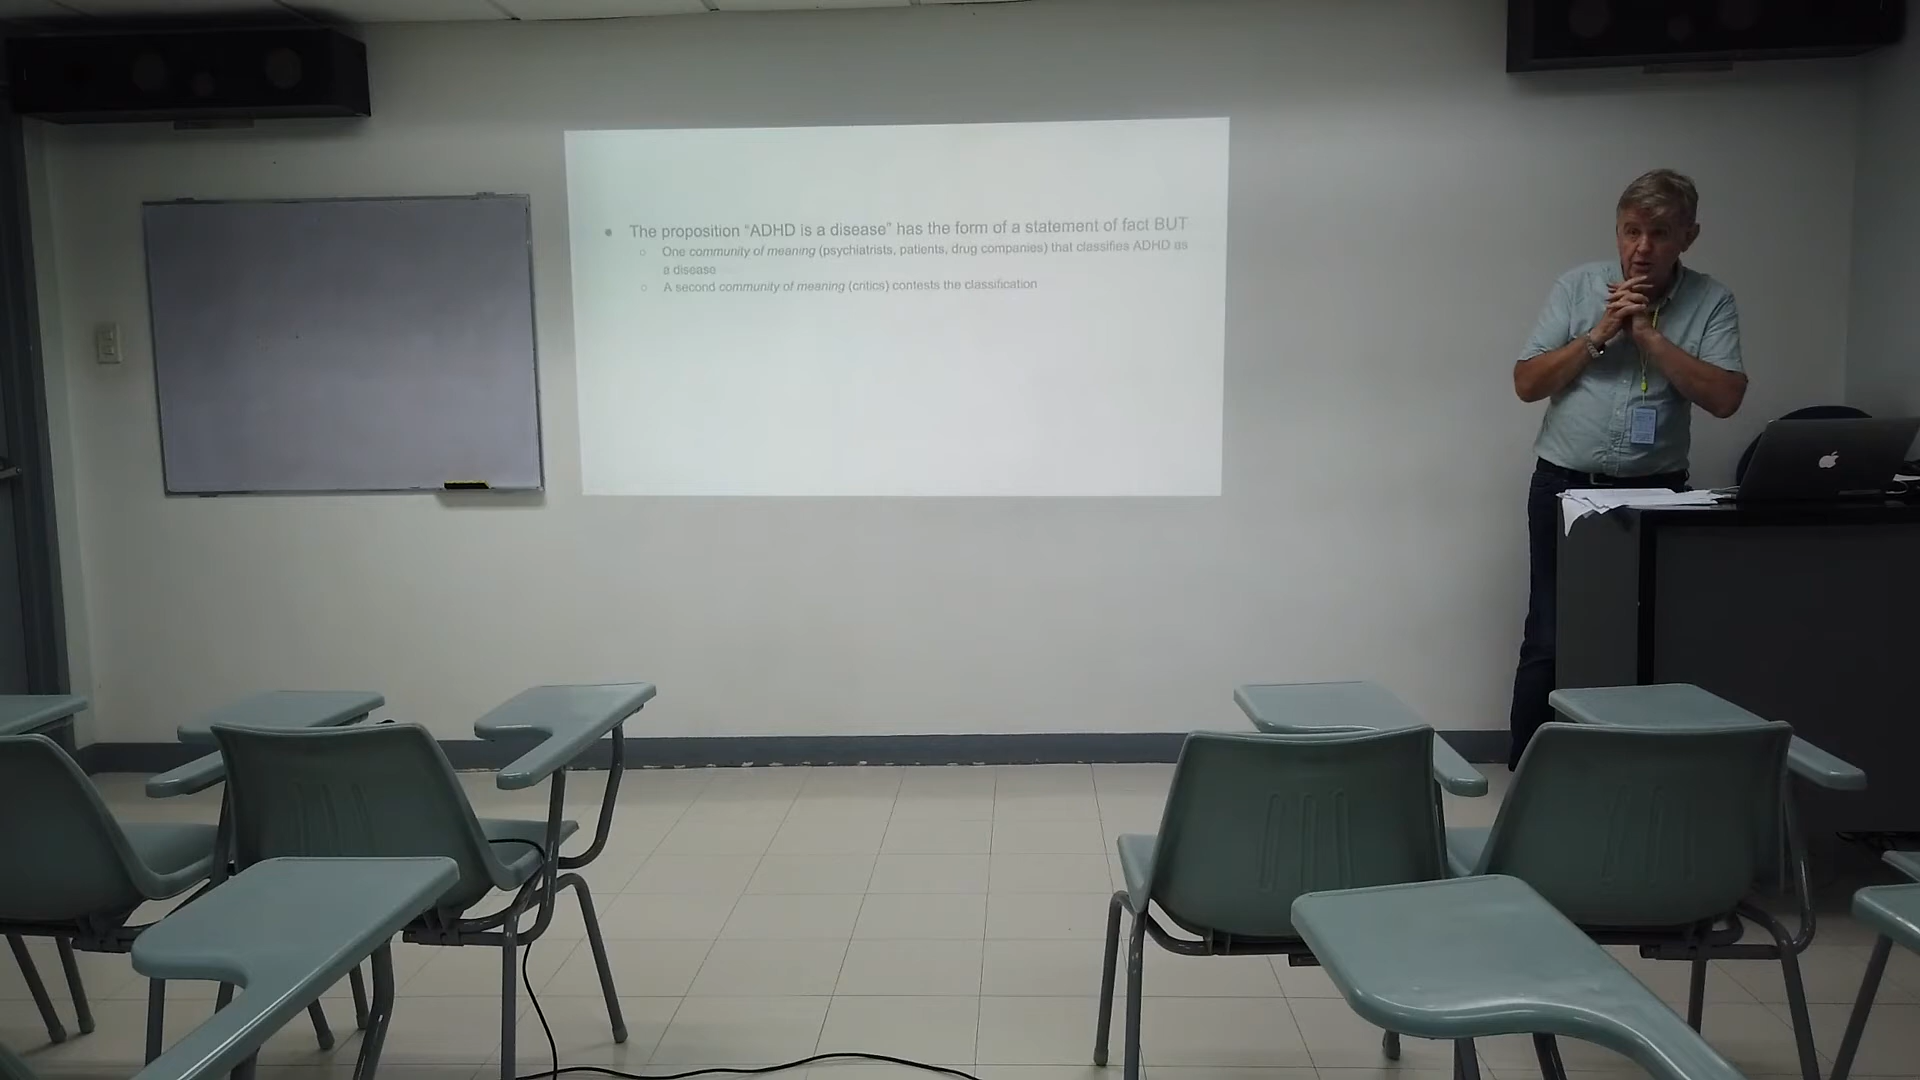 ● The proposition “ADHD is a disease” has the form of a statement of fact BUT
○ One community of meaning (psychiatrists, patients, drug companies) that classifies ADHD as
a disease
○ A second community of meaning (critics) contests the classification